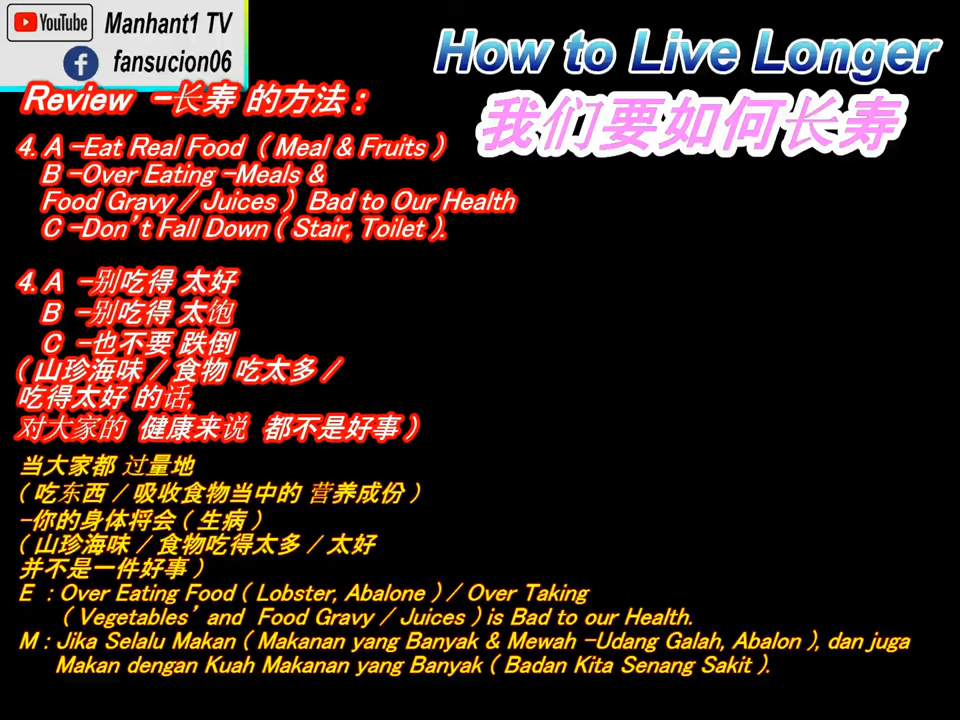 YouTube Manhant1 TV
fansucion06
How to Live Longer
我们要如何长寿
Review -长寿 的方法 :
4. A -Eat Real Food ( Meal & Fruits )
B -Over Eating -Meals &
Food Gravy / Juices ) Bad to Our Health
C -Don't Fall Down ( Stair, Toilet ).
4. A -别吃得 太好
B -别吃得 太饱
C -也不要 跌倒
( 山珍海味 / 食物 吃太多 /
吃得太好 的话,
对大家的 健康来说 都不是好事 )
当大家都 过量地
( 吃东西 / 吸收食物当中的 营养成份 )
-你的身体将会 ( 生病 )
( 山珍海味 / 食物吃得太多 / 太好
并不是一件好事 )
E : Over Eating Food ( Lobster, Abalone ) / Over Taking
( Vegetables' and Food Gravy / Juices ) is Bad to our Health.
M : Jika Selalu Makan ( Makanan yang Banyak & Mewah -Udang Galah, Abalon ), dan juga
Makan dengan Kuah Makanan yang Banyak ( Badan Kita Senang Sakit ).